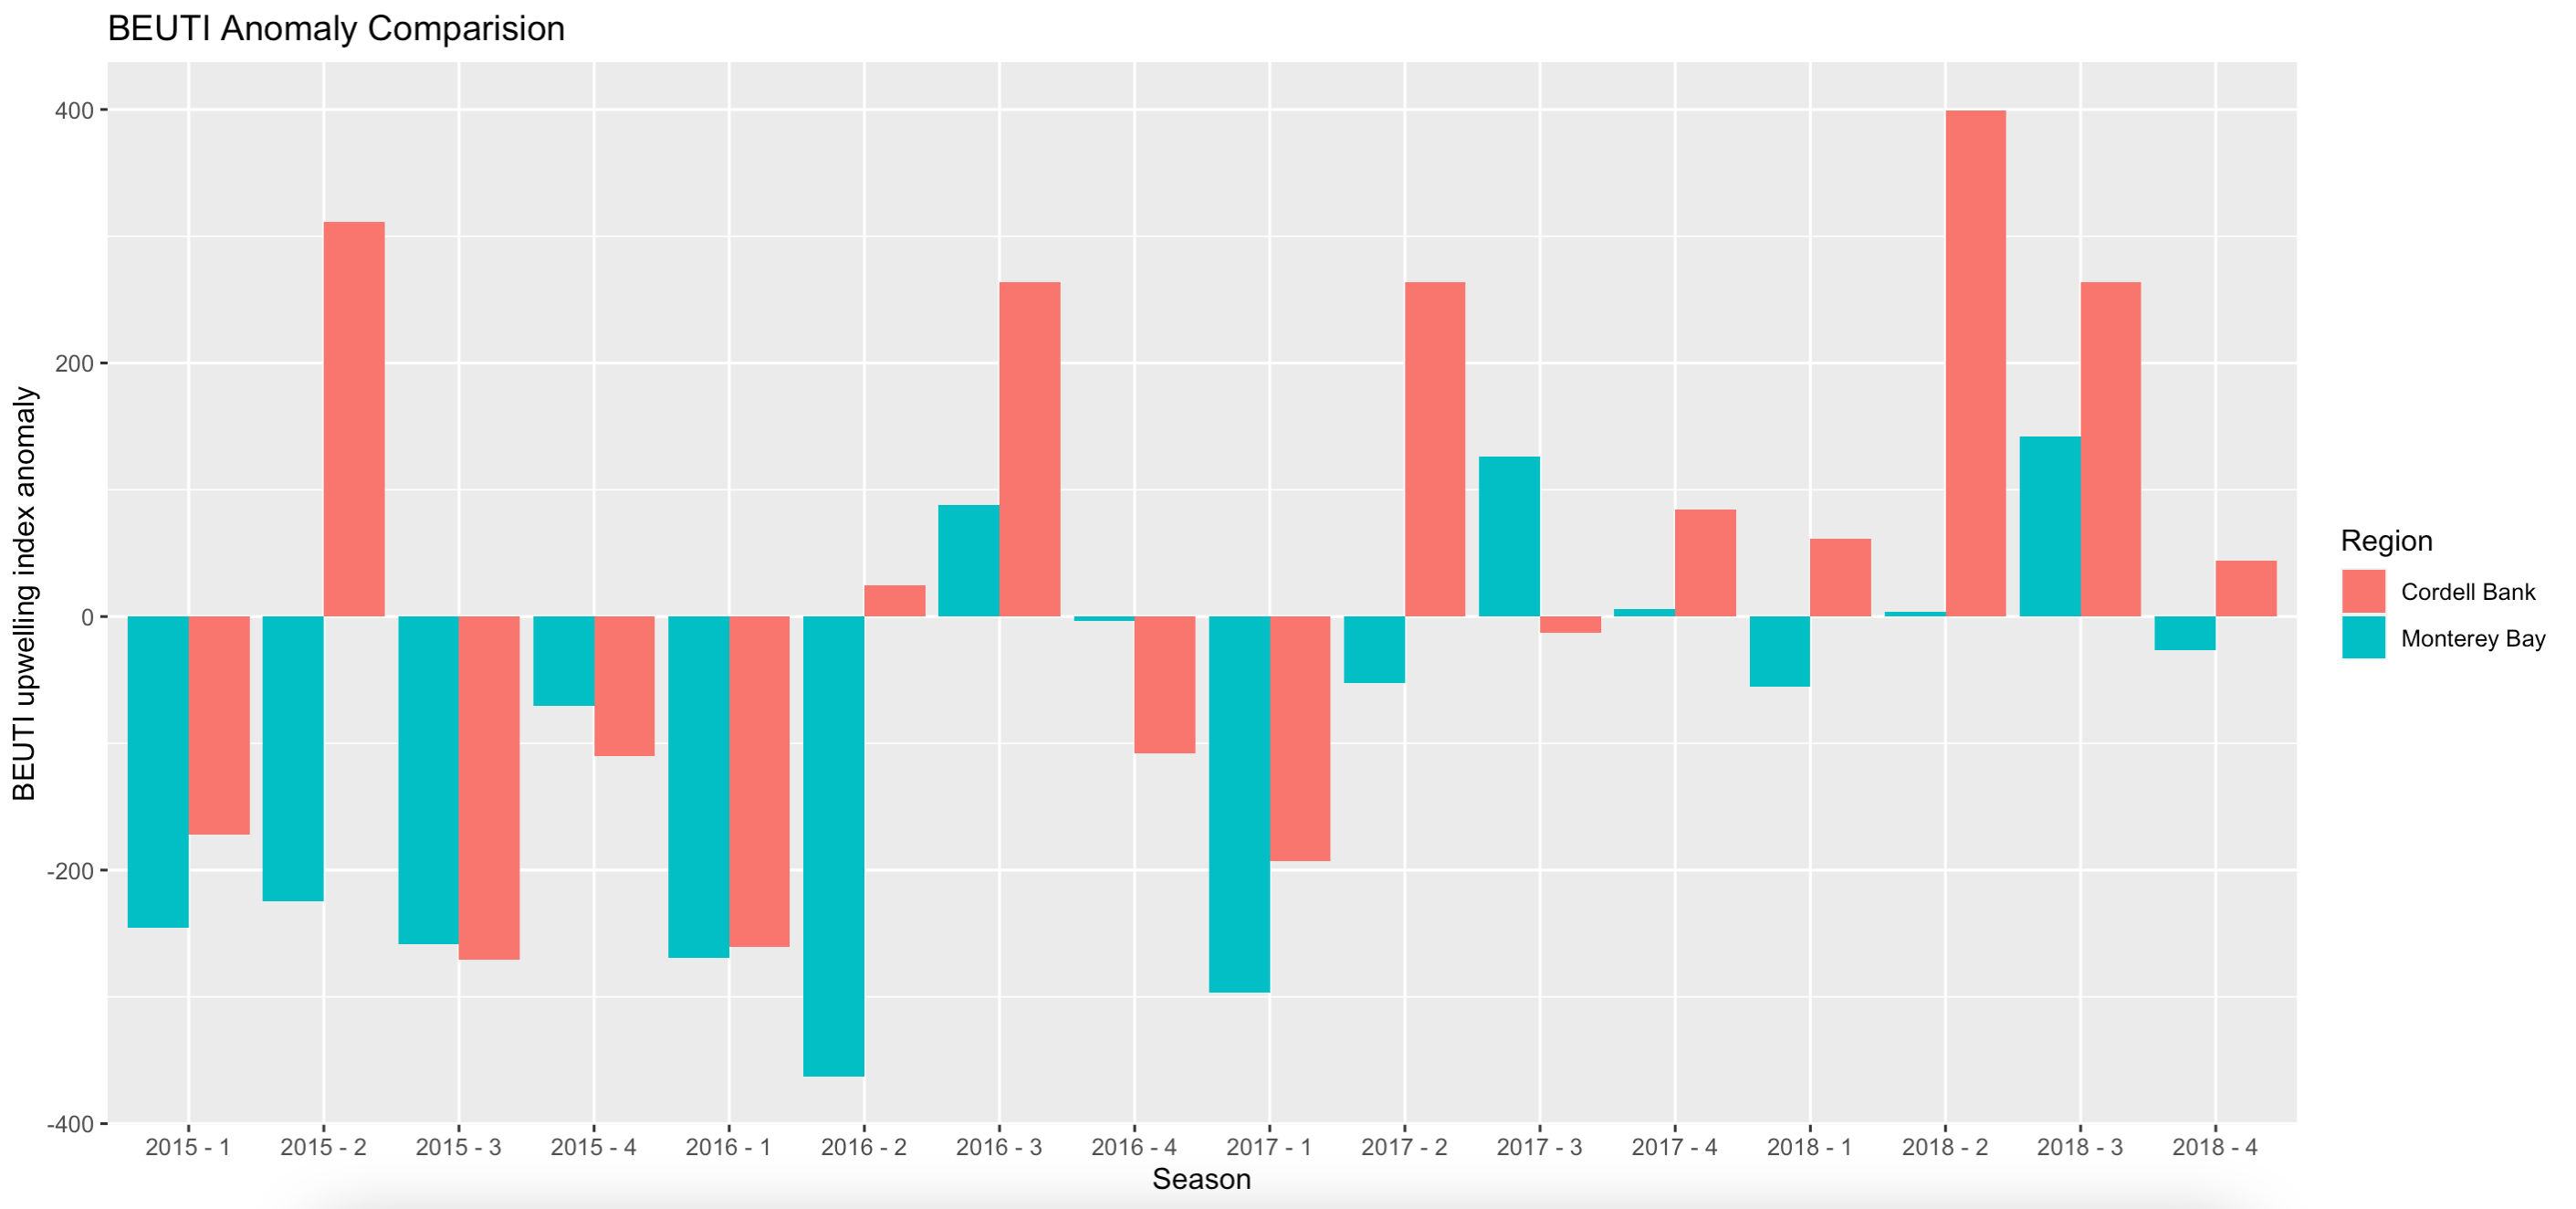 BEUTI Anomaly Comparision
BEUTI upwelling index anomaly
400
200
0
-200
-400
2015 - 1 2015 - 2 2015 - 3 2015 - 4 2016 - 1 2016 - 2 2016 - 3 2016 - 4 2017 - 1 2017 - 2 2017 - 3 2017 - 4 2018 - 1 2018 - 2 2018 - 3 2018 - 4
Season
Region
Cordell Bank
Monterey Bay